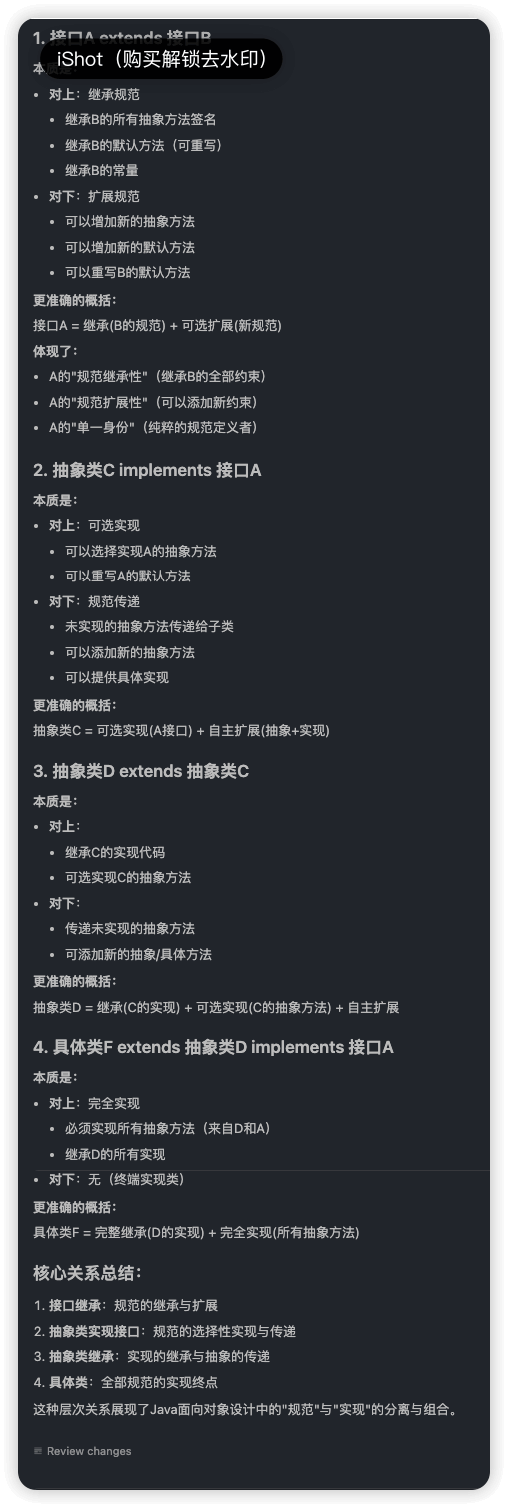 1. 接口A extends 接口B
iShot（购买解锁去水印）
• 对上：继承规范
• 继承B的所有抽象方法签名
• 继承B的默认方法（可重写）
• 继承B的常量
• 对下：扩展规范
• 可以增加新的抽象方法
• 可以增加新的默认方法
• 可以重写B的默认方法
更准确的概括：
接口A = 继承(B的规范) + 可选扩展(新规范)
体现了：
• A的"规范继承性"（继承B的全部约束）
• A的"规范扩展性"（可以添加新约束）
• A的"单一身份"（纯粹的规范定义者）
2. 抽象类C implements 接口A
本质是：
• 对上：可选实现
• 可以选择实现A的抽象方法
• 可以重写A的默认方法
• 对下：规范传递
• 未实现的抽象方法传递给子类
• 可以添加新的抽象方法
• 可以提供具体实现
更准确的概括：
抽象类C = 可选实现(A接口) + 自主扩展(抽象+实现)
3. 抽象类D extends 抽象类C
本质是：
• 对上：
• 继承C的实现代码
• 可选实现C的抽象方法
• 对下：
• 传递未实现的抽象方法
• 可添加新的抽象/具体方法
更准确的概括：
抽象类D = 继承(C的实现) + 可选实现(C的抽象方法) + 自主扩展
4. 具体类F extends 抽象类D implements 接口A
本质是：
• 对上：完全实现
• 必须实现所有抽象方法（来自D和A）
• 继承D的所有实现
• 对下：无（终端实现类）
更准确的概括：
具体类F = 完整继承(D的实现) + 完全实现(所有抽象方法)
核心关系总结：
1. 接口继承：规范的继承与扩展
2. 抽象类实现接口：规范的选择性实现与传递
3. 抽象类继承：实现的继承与抽象的传递
4. 具体类：全部规范的实现终点
这种层次关系展现了Java面向对象设计中的"规范"与"实现"的分离与组合。
Review changes